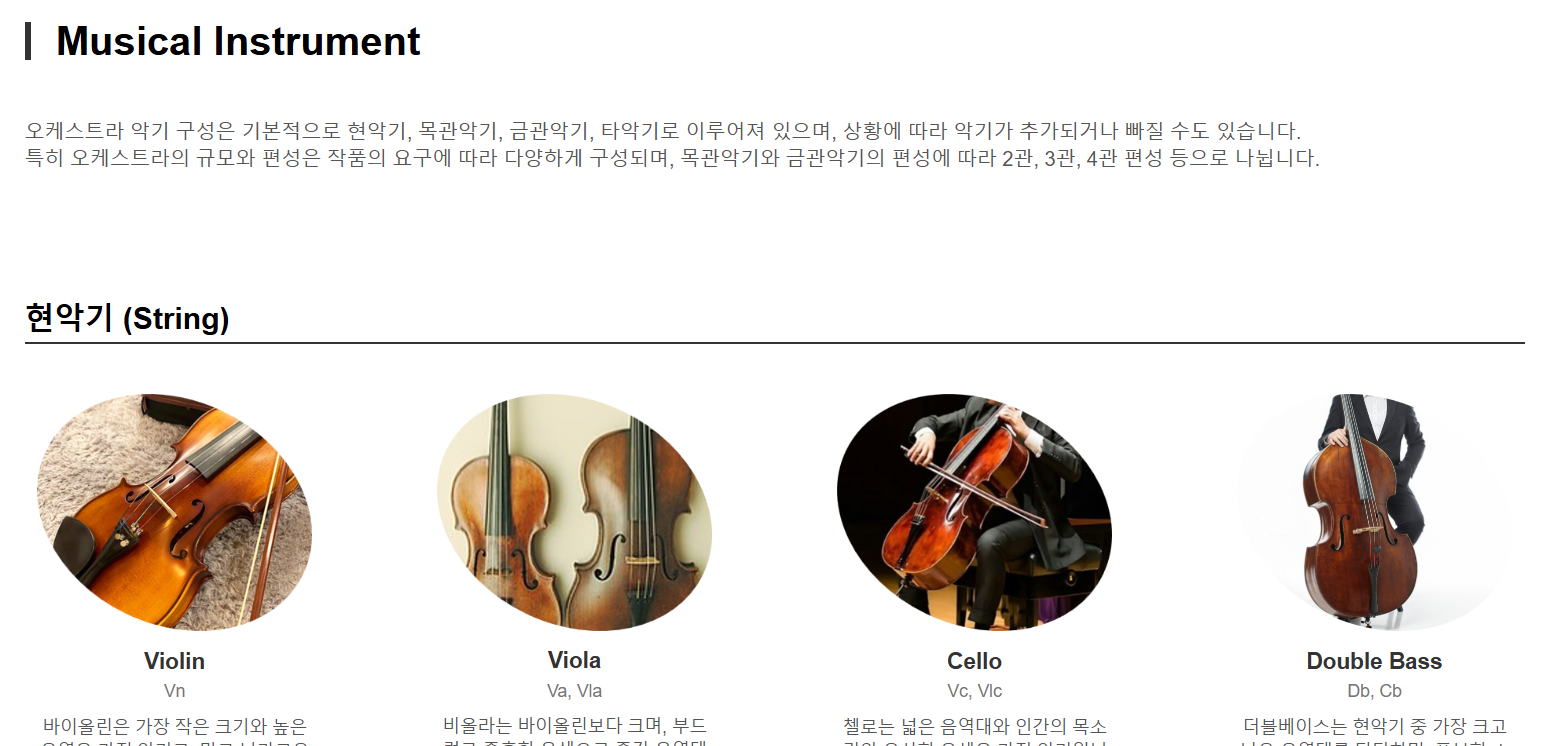 Musical Instrument
오케스트라 악기 구성은 기본적으로 현악기, 목관악기, 금관악기, 타악기로 이루어져 있으며, 상황에 따라 악기가 추가되거나 빠질 수도 있습니다.
특히 오케스트라의 규모와 편성은 작품의 요구에 따라 다양하게 구성되며, 목관악기와 금관악기의 편성에 따라 2관, 3관, 4관 편성 등으로 나뉩니다.
현악기 (String)
Violin
Vn
바이올린은 가장 작은 크기와 높은
Viola
Va, Vla
비올라는 바이올린보다 크며, 부드
Cello
Vc, Vlc
첼로는 넓은 음역대와 인간의 목소
Double Bass
Db, Cb
더블베이스는 현악기 중 가장 크고